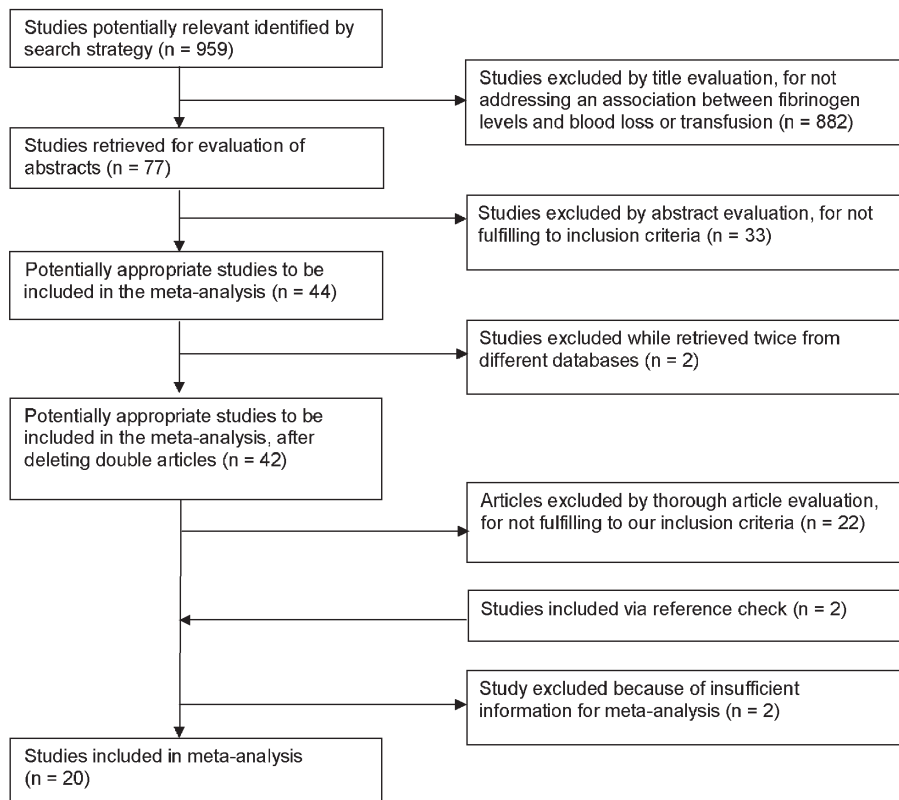 Studies potentially relevant identified by
search strategy (n = 959)
Studies excluded by title evaluation, for not
addressing an association between fibrinogen
levels and blood loss or transfusion (n = 882)
Studies retrieved for evaluation of
abstracts (n = 77)
Studies excluded by abstract evaluation, for not
fulfilling to inclusion criteria (n = 33)
Potentially appropriate studies to be
included in the meta-analysis (n = 44)
Studies excluded while retrieved twice from
different databases (n = 2)
Potentially appropriate studies to be
included in the meta-analysis, after
deleting double articles (n = 42)
Articles excluded by thorough article evaluation,
for not fulfilling to our inclusion criteria (n = 22)
Studies included via reference check (n = 2)
Study excluded because of insufficient
information for meta-analysis (n = 2)
Studies included in meta-analysis
(n = 20)